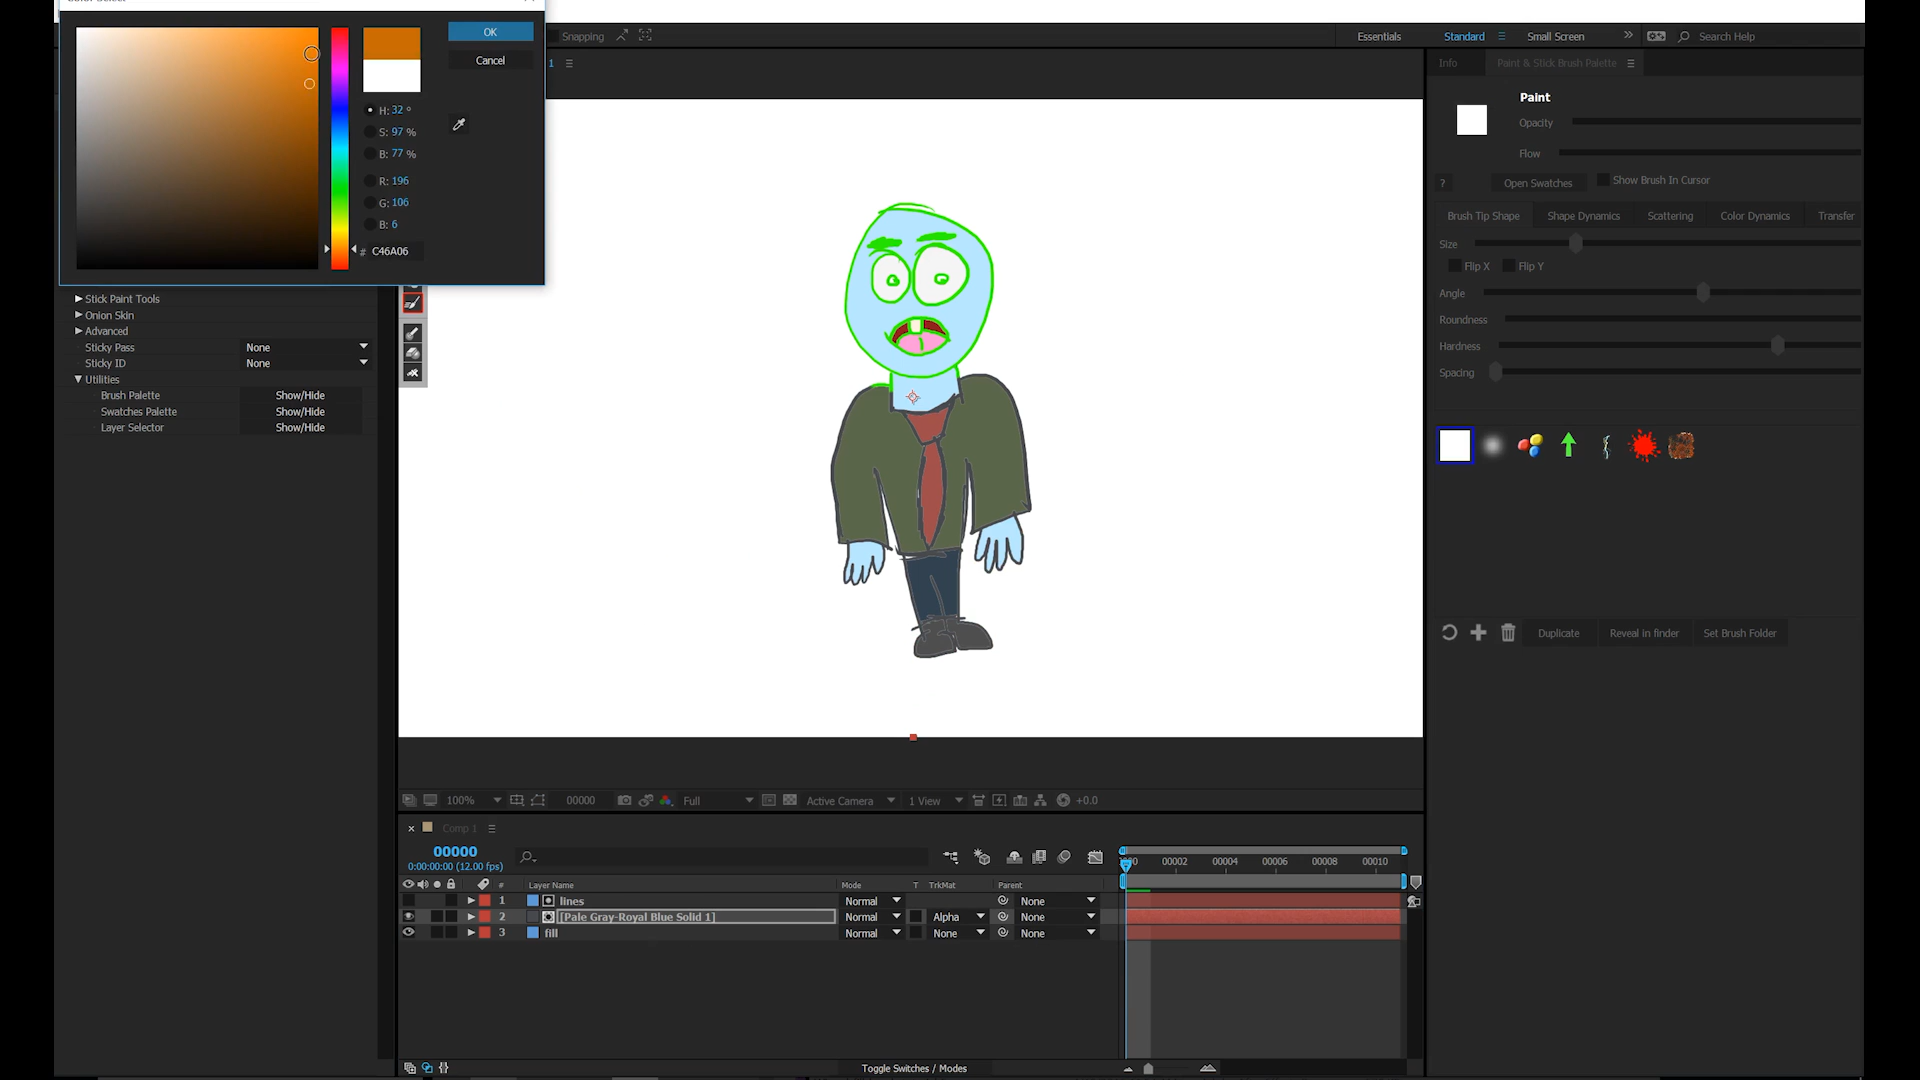 OK
Cancel
H: 32 °
S: 97 %
B: 77 %
R: 196
G: 106
B: 6
# C46A06
Snapping
Essentials
Standard
Small Screen
Search Help
1
Info
Paint & Stick Brush Palette
Paint
Opacity
Flow
?
Open Swatches
Show Brush In Cursor
Brush Tip Shape
Shape Dynamics
Scattering
Color Dynamics
Transfer
Size
Flip X
Flip Y
Angle
Roundness
Hardness
Spacing
Duplicate
Reveal in finder
Set Brush Folder
Stick Paint Tools
Onion Skin
Advanced
Sticky Pass None
Sticky ID None
Utilities
Brush Palette Show/Hide
Swatches Palette Show/Hide
Layer Selector Show/Hide
100%
00000
Full
Active Camera
1 View
+0.0
Comp 1
00000
0:00:00:00 (12.00 fps)
00002
00004
00006
00008
00010
# Layer Name Mode T TrkMat Parent
1 lines Normal None
2 [Pale Gray-Royal Blue Solid 1] Normal Alpha None
3 fill Normal None None
Toggle Switches / Modes